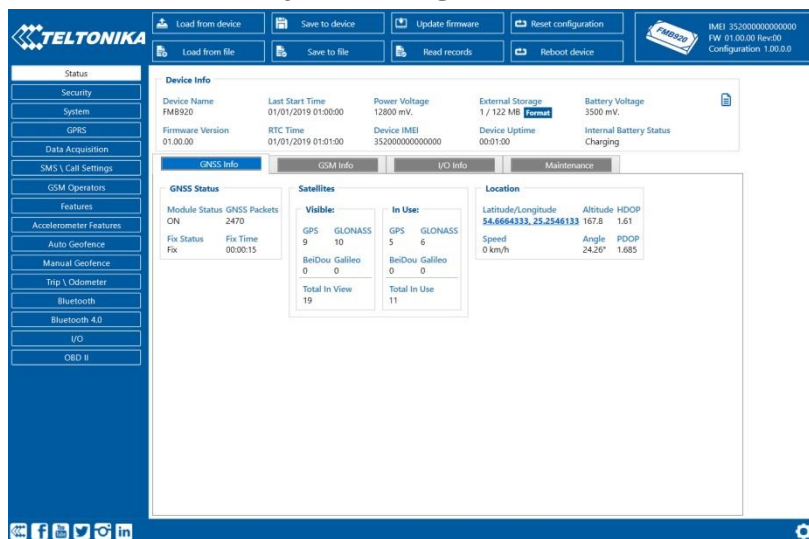 TELTONIKA
Load from device
Save to device
Update firmware
Reset configuration
Load from file
Save to file
Read records
Reboot device
FMB920
IMEI 352000000000000
FW 01.00.00 Rev:00
Configuration 1.00.0.0
Status
Security
System
GPRS
Data Acquisition
SMS \ Call Settings
GSM Operators
Features
Accelerometer Features
Auto Geofence
Manual Geofence
Trip \ Odometer
Bluetooth
Bluetooth 4.0
I/O
OBD II
Device Info
Device Name Last Start Time Power Voltage External Storage Battery Voltage
FMB920 01/01/2019 01:00:00 12800 mV. 1 / 122 MB Format 3500 mV.
Firmware Version RTC Time Device IMEI Device Uptime Internal Battery Status
01.00.00 01/01/2019 01:01:00 352000000000000 00:01:00 Charging
GNSS Info GSM Info I/O Info Maintenance
GNSS Status
Module Status GNSS Packets
ON 2470
Fix Status Fix Time
Fix 00:00:15
Satellites
Visible:
GPS GLONASS
9 10
BeiDou Galileo
0 0
Total In View
19
In Use:
GPS GLONASS
5 6
BeiDou Galileo
0 0
Total In Use
11
Location
Latitude/Longitude Altitude HDOP
54.6664333, 25.2546133 167.8 1.61
Speed Angle PDOP
0 km/h 24.26° 1.685